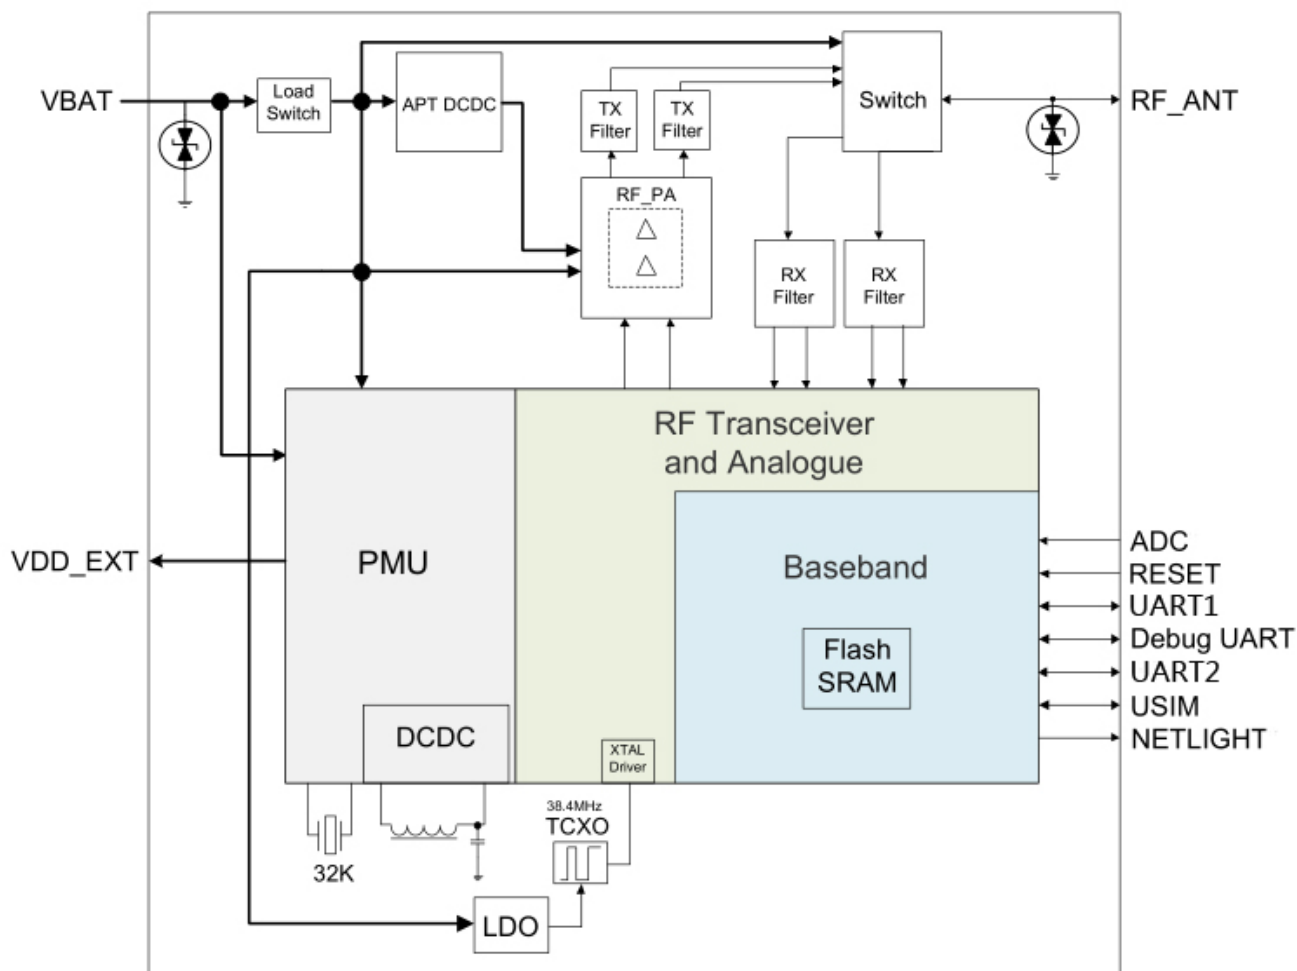 VBAT
Load
Switch
APT DCDC
TX
Filter
TX
Filter
Switch
RF_ANT
RF_PA
RX
Filter
RX
Filter
RF Transceiver
and Analogue
PMU
VDD_EXT
Baseband
Flash
SRAM
ADC
RESET
UART1
Debug UART
UART2
USIM
NETLIGHT
DCDC
XTAL
Driver
38.4MHz
TCXO
32K
LDO